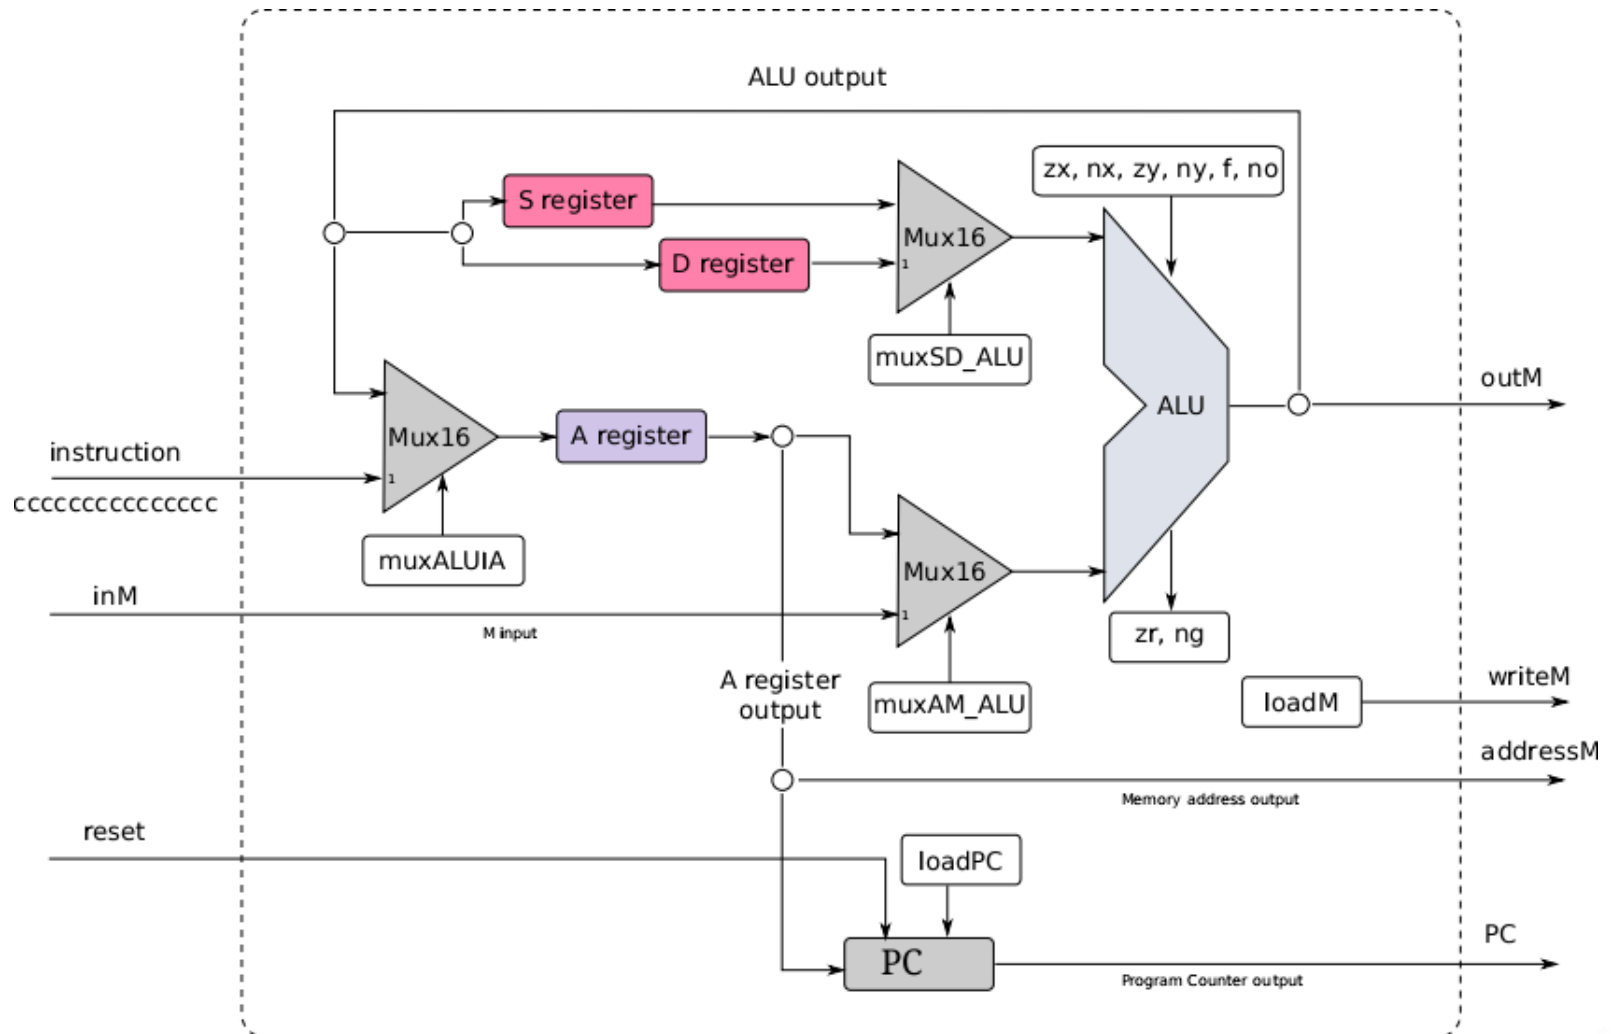 ALU output
zx, nx, zy, ny, f, no
S register
Mux16
D register
1
muxSD_ALU
outM
ALU
Mux16
A register
instruction
1
cccccccccccccccc
muxALUIA
Mux16
inM
1
M input
zr, ng
A register
output
muxAM_ALU
loadM
writeM
addressM
Memory address output
reset
loadPC
PC
PC
Program Counter output